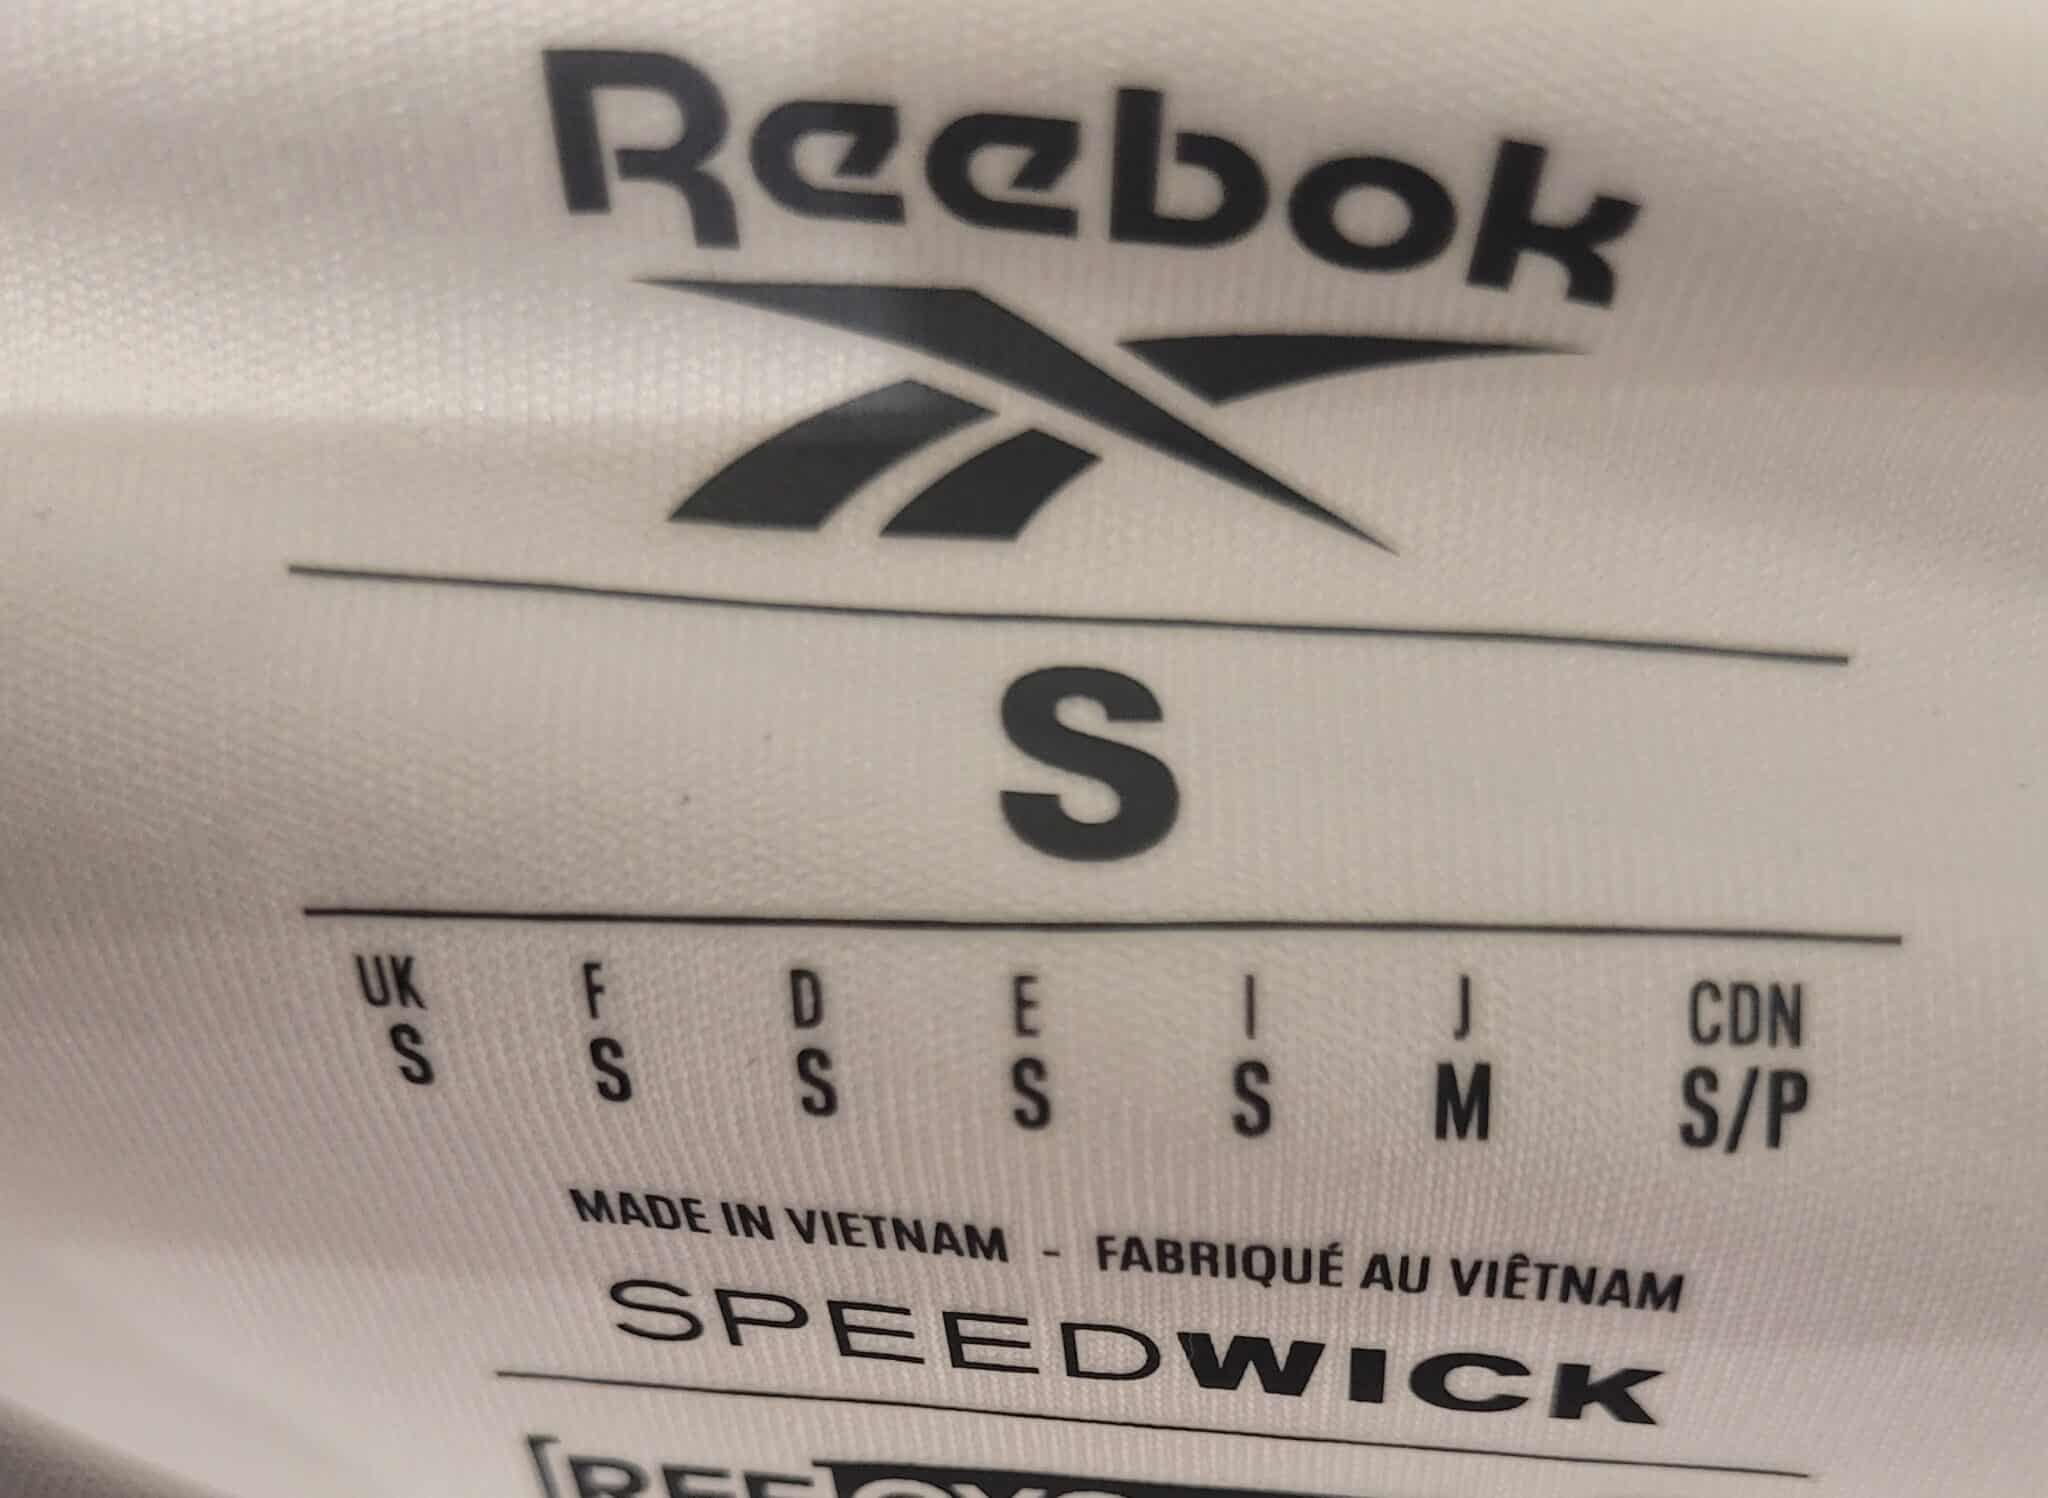 Reebok
S
UK F D E I J CDN
S S S S S M S/P
MADE IN VIETNAM - FABRIQUÉ AU VIÊTNAM
SPEEDWICK